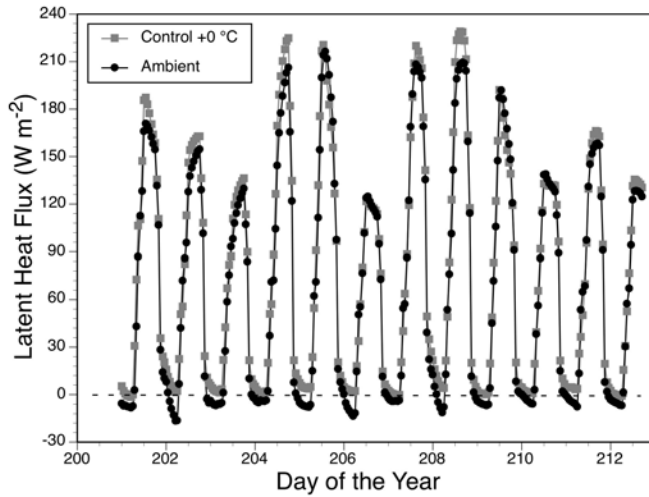 240
210
180
150
120
90
60
30
0
-30
Latent Heat Flux (W m-2)
Control +0 °C
Ambient
200 202 204 206 208 210 212
Day of the Year